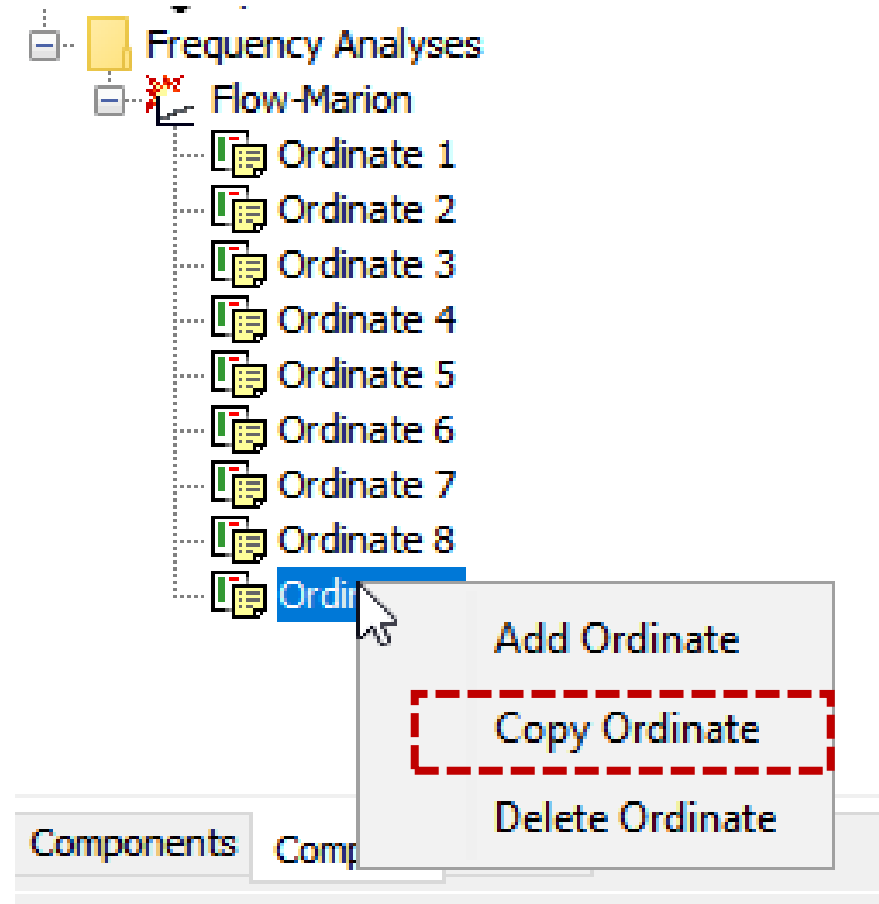 Frequency Analyses
Flow-Marion
Ordinate 1
Ordinate 2
Ordinate 3
Ordinate 4
Ordinate 5
Ordinate 6
Ordinate 7
Ordinate 8
Add Ordinate
Copy Ordinate
Delete Ordinate
Components